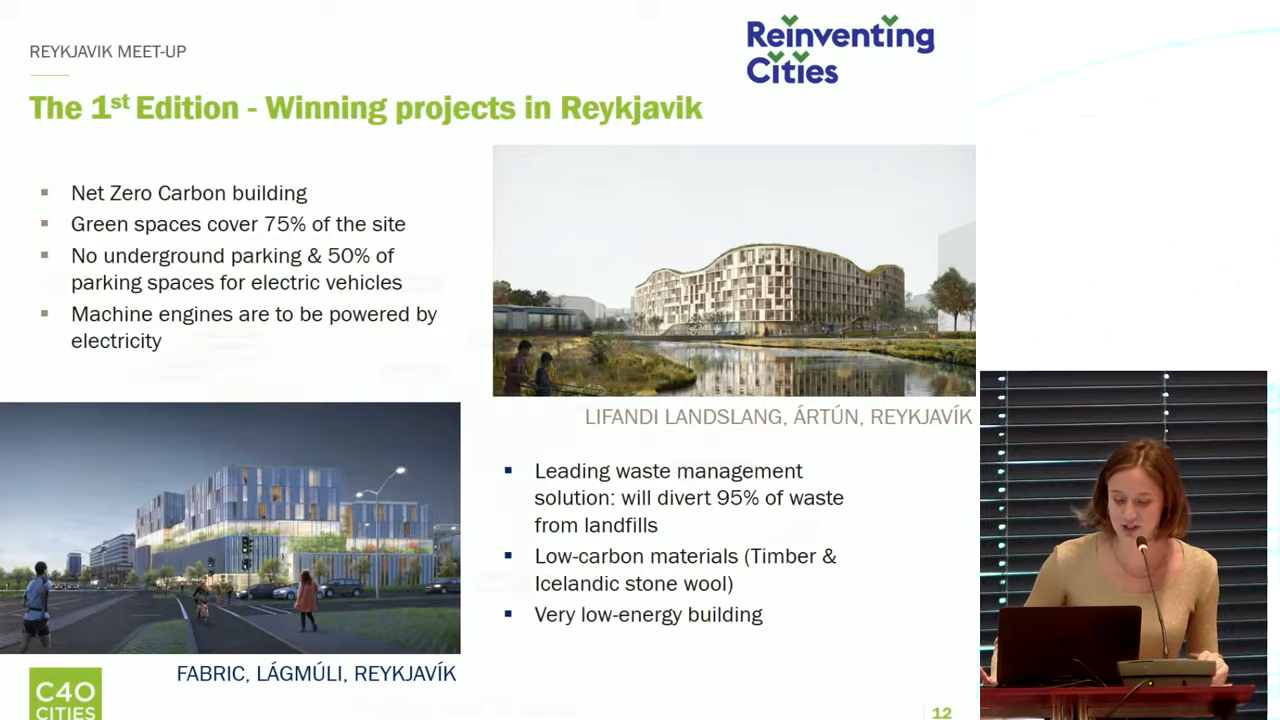 REYKJAVIK MEET-UP
Reinventing
Cities
The 1st Edition - Winning projects in Reykjavik
Net Zero Carbon building
Green spaces cover 75% of the site
No underground parking & 50% of
parking spaces for electric vehicles
Machine engines are to be powered by
electricity
LIFANDI LANDSLANG, ÁRTÚN, REYKJAVÍK
Leading waste management
solution: will divert 95% of waste
from landfills
Low-carbon materials (Timber &
Icelandic stone wool)
Very low-energy building
FABRIC, LÁGMÚLI, REYKJAVÍK
C40
CITIES
12